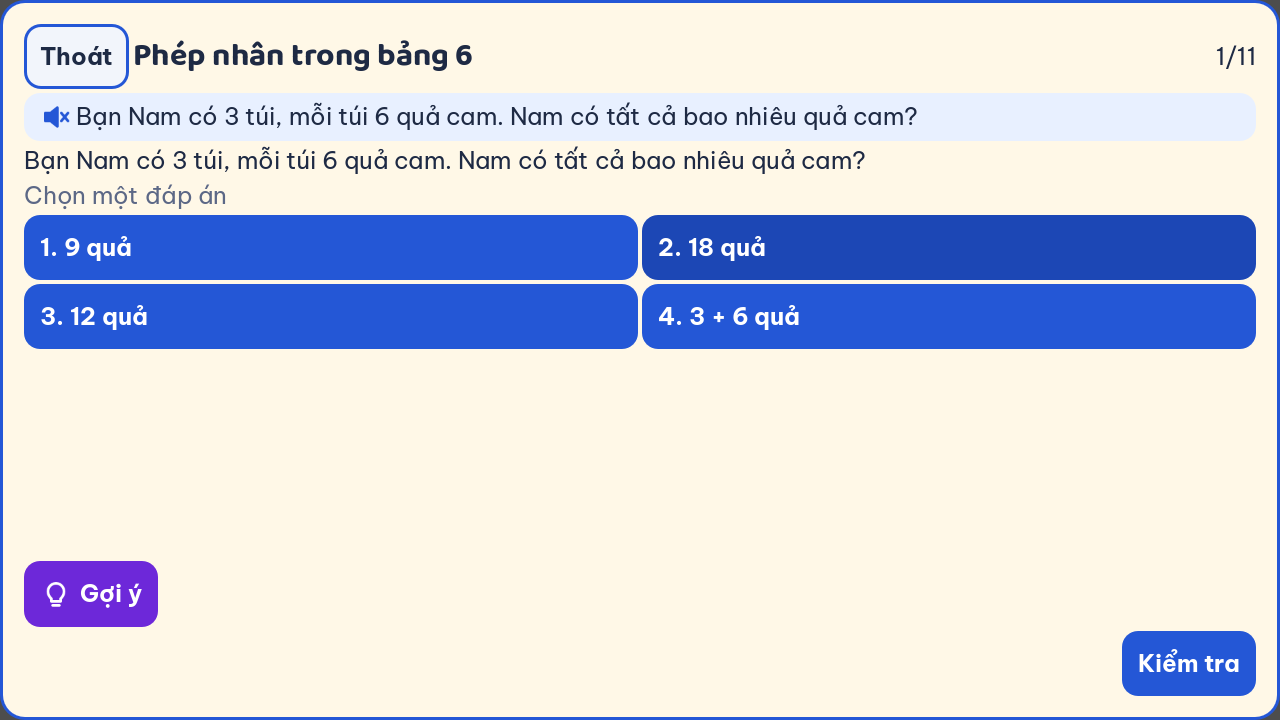 Thoát
Phép nhân trong bảng 6
1/11
Bạn Nam có 3 túi, mỗi túi 6 quả cam. Nam có tất cả bao nhiêu quả cam?
Bạn Nam có 3 túi, mỗi túi 6 quả cam. Nam có tất cả bao nhiêu quả cam?
Chọn một đáp án
1. 9 quả
2. 18 quả
3. 12 quả
4. 3 + 6 quả
Gợi ý
Kiểm tra